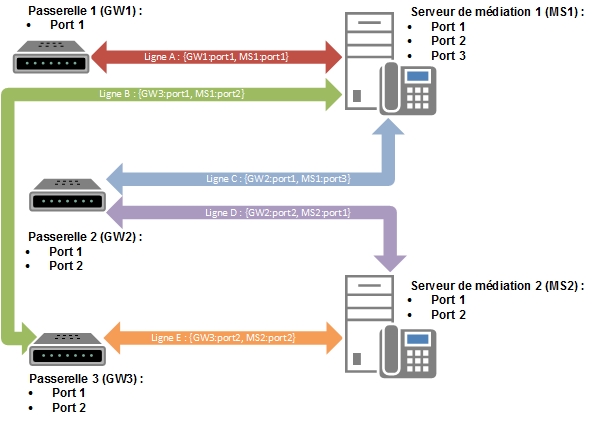 Passerelle 1 (GW1) :
• Port 1
Serveur de médiation 1 (MS1) :
• Port 1
• Port 2
• Port 3
Ligne A : {GW1:port1, MS1:port1}
Ligne B : {GW3:port1, MS1:port2}
Ligne C : {GW2:port1, MS1:port3}
Ligne D : {GW2:port2, MS2:port1}
Passerelle 2 (GW2) :
• Port 1
• Port 2
Serveur de médiation 2 (MS2) :
• Port 1
• Port 2
Ligne E : {GW3:port2, MS2:port2}
Passerelle 3 (GW3) :
• Port 1
• Port 2